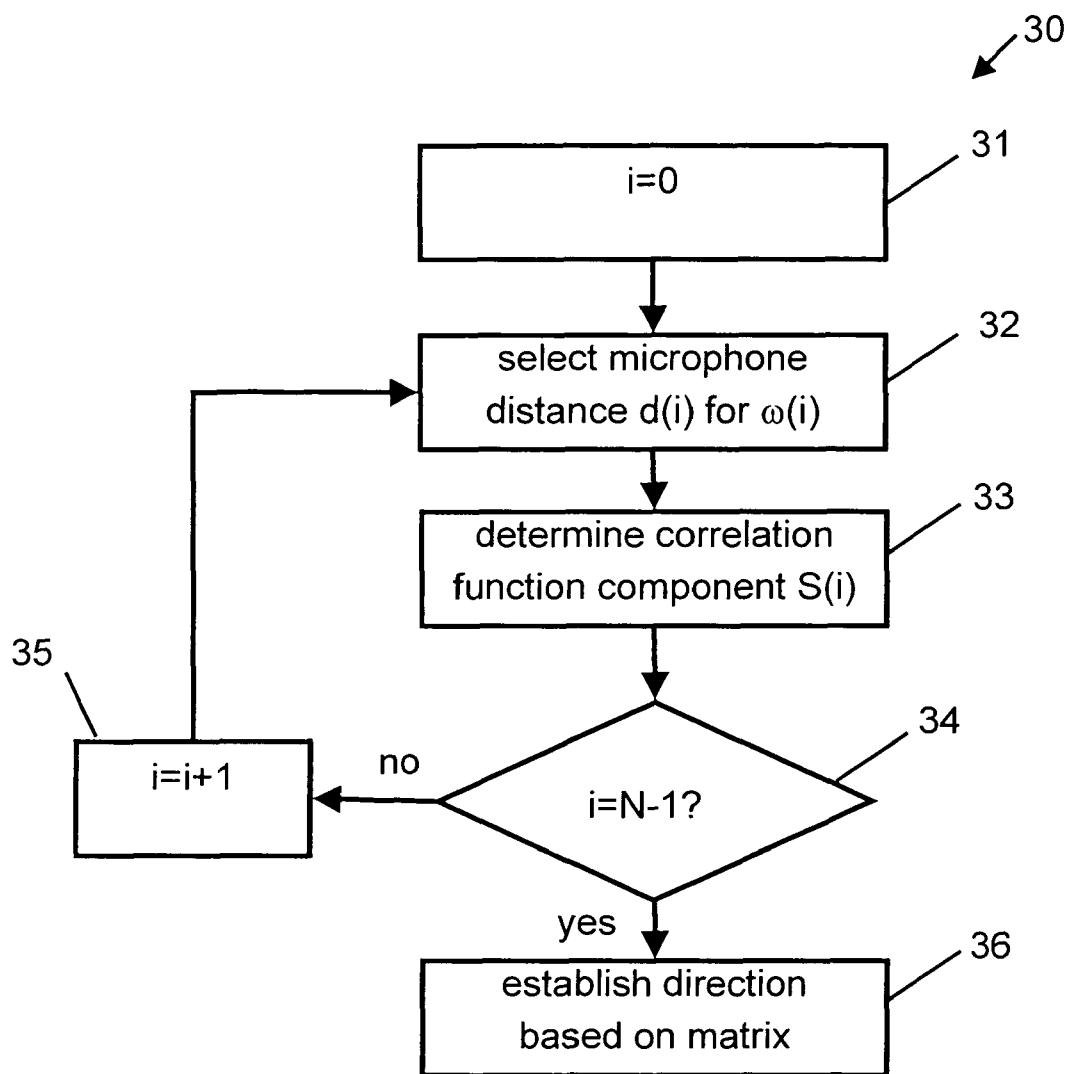 30
31
i=0
32
select microphone
distance d(i) for ω(i)
33
determine correlation
function component S(i)
34
35
i=i+1
no
i=N-1?
yes
36
establish direction
based on matrix